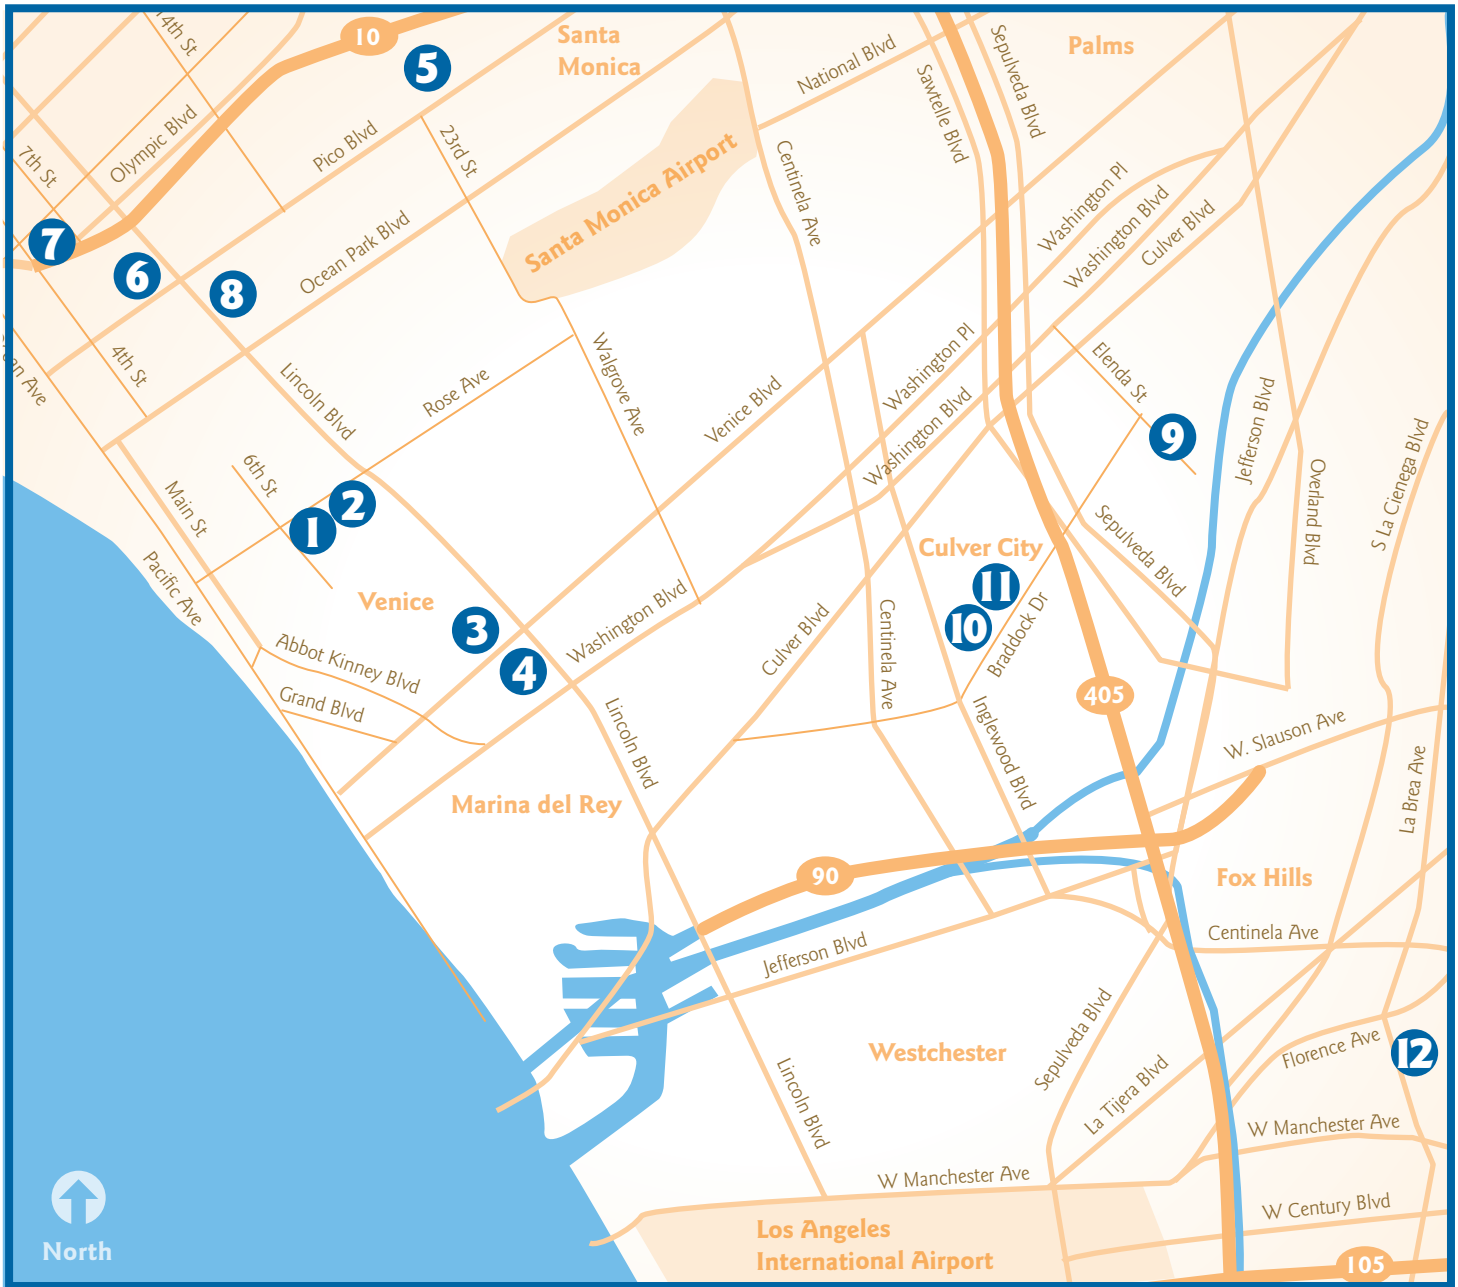 14th St
10
5
Santa
Monica
National Blvd
Sawtelle Blvd
Sepulveda Blvd
Palms
7th St
Olympic Blvd
Pico Blvd
23rd St
Santa Monica Airport
Centinela Ave
Washington Pl
Washington Blvd
Culver Blvd
7
6
8
Ocean Park Blvd
4th St
Lincoln Blvd
Rose Ave
Walgrove Ave
Venice Blvd
Washington Pl
Washington Blvd
Elenda St
9
Jefferson Blvd
Overland Blvd
S La Cienega Blvd
Main St
6th St
1
2
Pacific Ave
Venice
3
4
Washington Blvd
Culver Blvd
Centinela Ave
Culver City
11
10
Braddock Dr
Sepulveda Blvd
Abbot Kinney Blvd
Grand Blvd
Lincoln Blvd
Inglewood Blvd
405
W. Slauson Ave
La Brea Ave
Marina del Rey
90
Fox Hills
Jefferson Blvd
Centinela Ave
Westchester
Sepulveda Blvd
La Tijera Blvd
Florence Ave
12
Lincoln Blvd
W Manchester Ave
W Manchester Ave
W Century Blvd
North
Los Angeles
International Airport
105